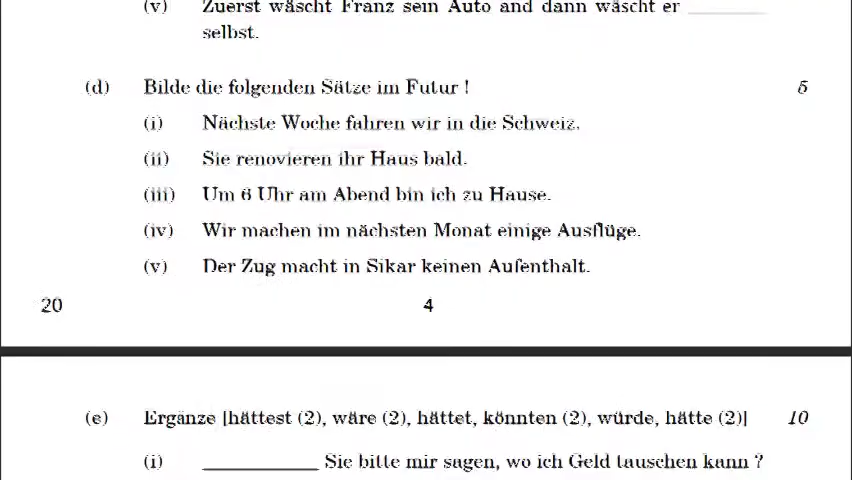 (v) Zuerst wäscht Franz sein Auto and dann wäscht er ________
selbst.
(d) Bilde die folgenden Sätze im Futur ! 5
(i) Nächste Woche fahren wir in die Schweiz.
(ii) Sie renovieren ihr Haus bald.
(iii) Um 6 Uhr am Abend bin ich zu Hause.
(iv) Wir machen im nächsten Monat einige Ausflüge.
(v) Der Zug macht in Sikar keinen Aufenthalt.
20 4
(e) Ergänze [hättest (2), wäre (2), hättet, könnten (2), würde, hätte (2)] 10
(i) ____________ Sie bitte mir sagen, wo ich Geld tauschen kann ?